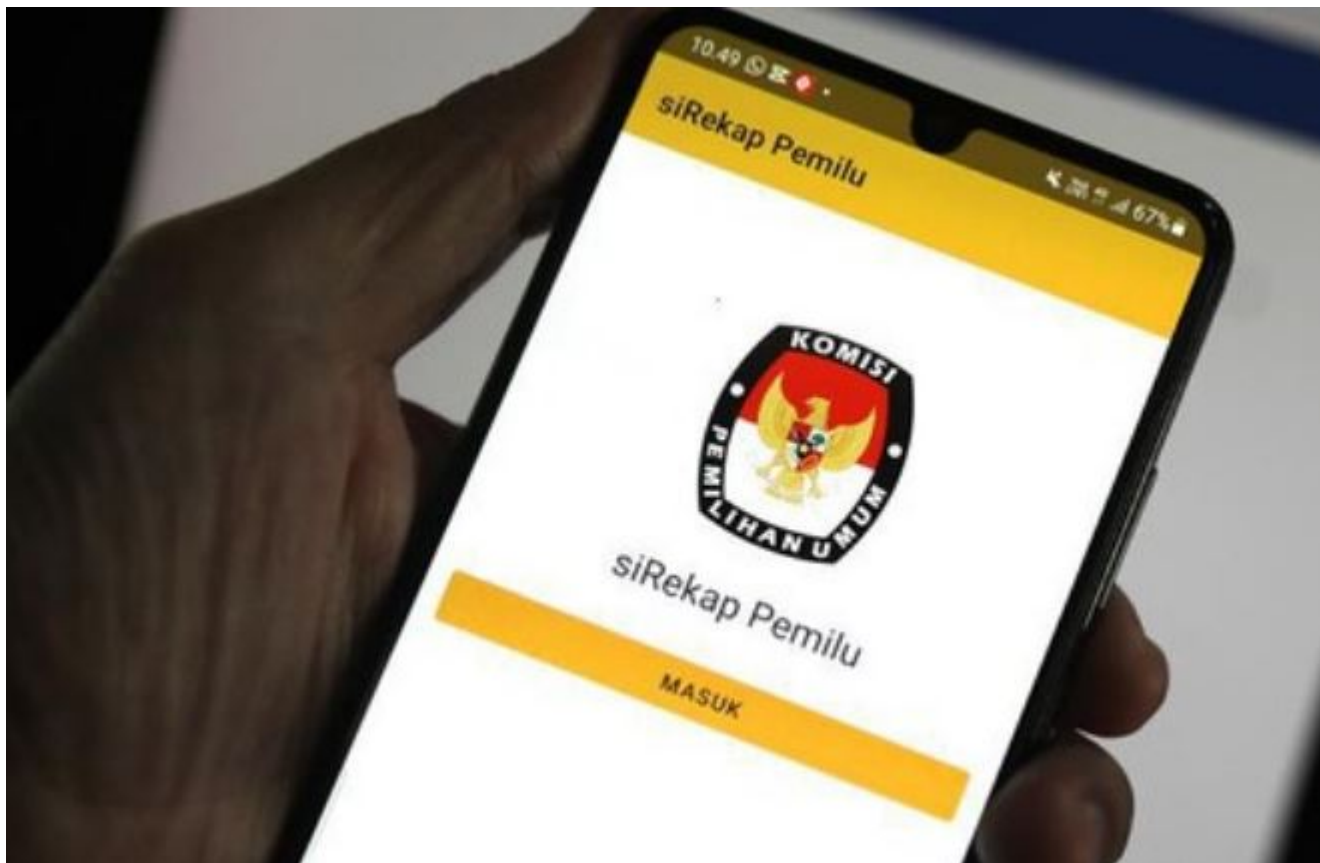 10.49
67%
siRekap Pemilu
KOMISI
PEMILIHAN UMUM
siRekap Pemilu
MASUK